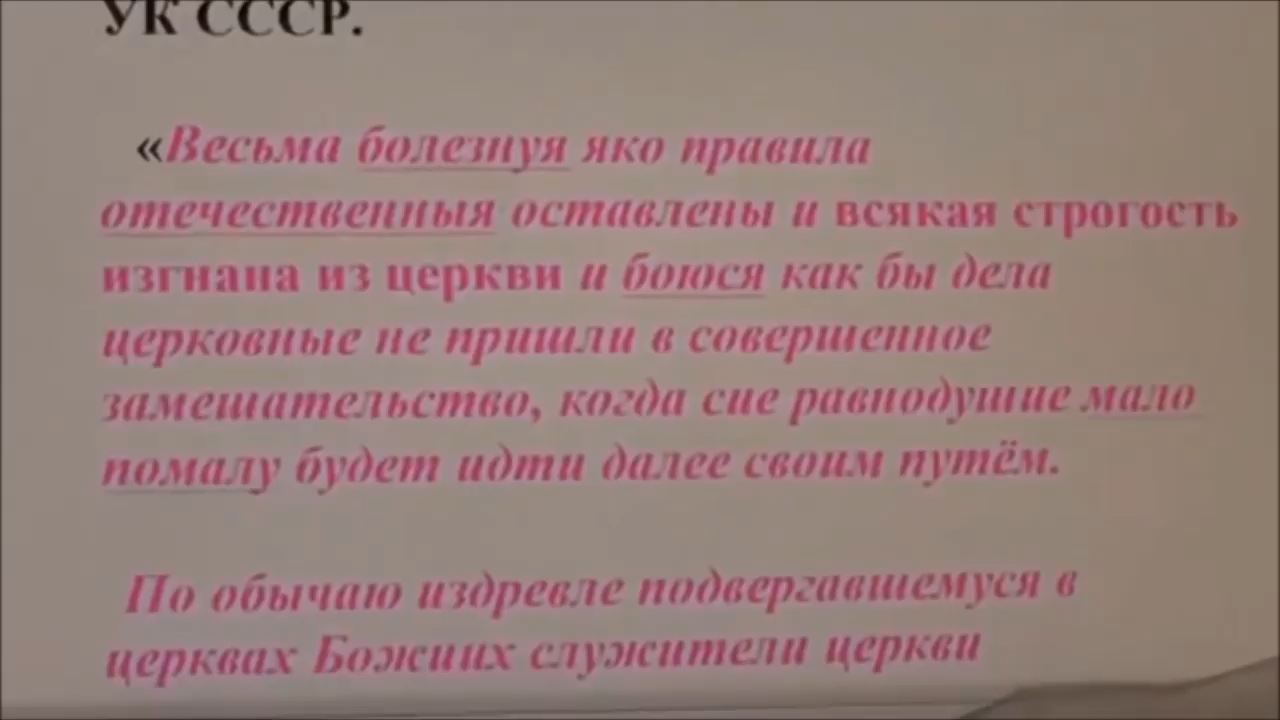 УК СССР.
«Весьма болезнуя яко правила
отечественныя оставлены и всякая строгость
изгнана из церкви и боюся как бы дела
церковные не пришли в совершенное
замешательство, когда сие равнодушие мало
помалу будет идти далее своим путём.
По обычаю издревле подвергавшемуся в
церквах Божиих служители церкви